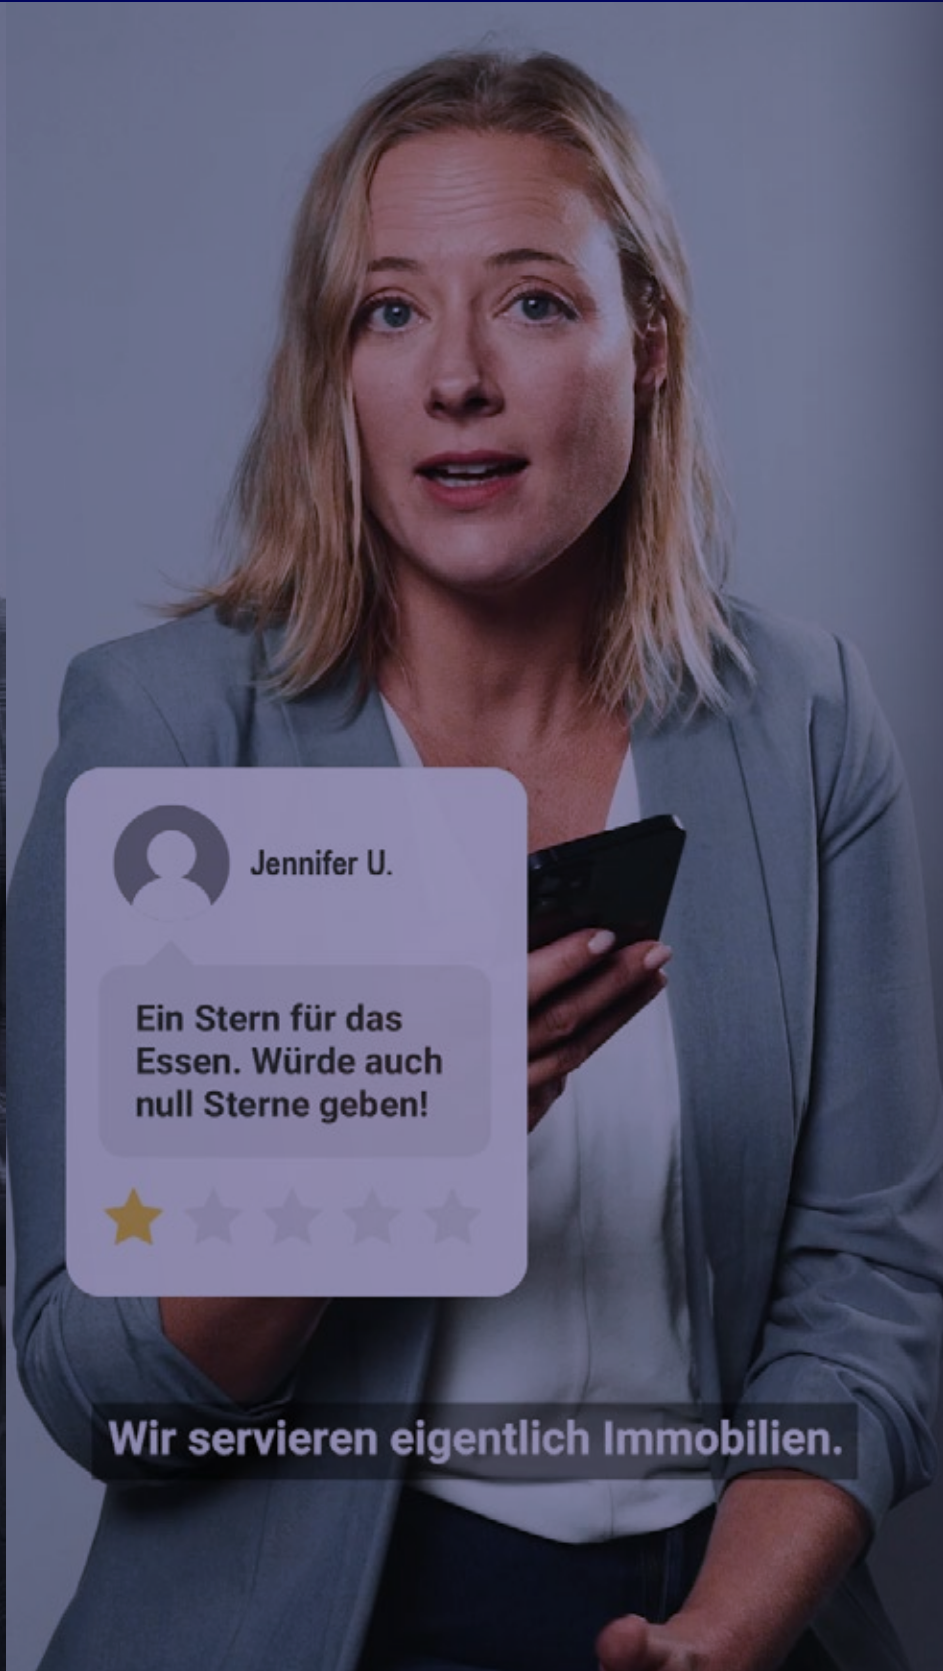 Jennifer U.
Ein Stern für das
Essen. Würde auch
null Sterne geben!
Wir servieren eigentlich Immobilien.